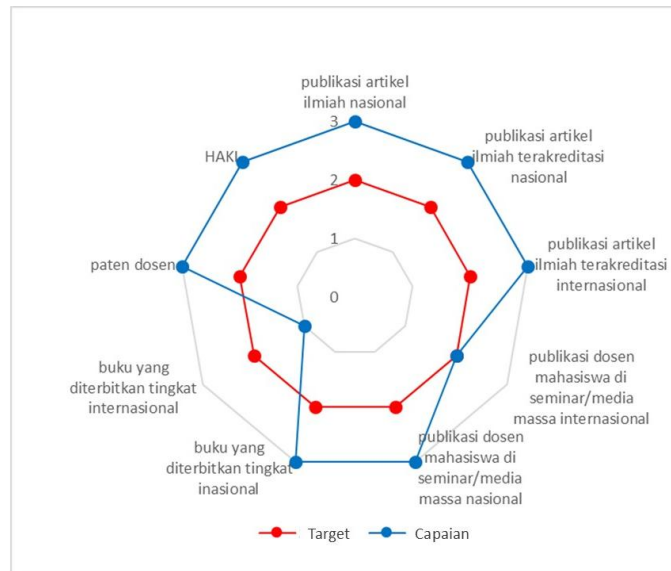 publikasi artikel
ilmiah nasional
3
publikasi artikel
ilmiah terakreditasi
nasional
HAKI
2
1
publikasi artikel
ilmiah terakreditasi
internasional
paten dosen
0
publikasi dosen
mahasiswa di
seminar/media
massa internasional
buku yang
diterbitkan tingkat
internasional
publikasi dosen
mahasiswa di
seminar/media
massa nasional
buku yang
diterbitkan tingkat
inasional
Target
Capaian